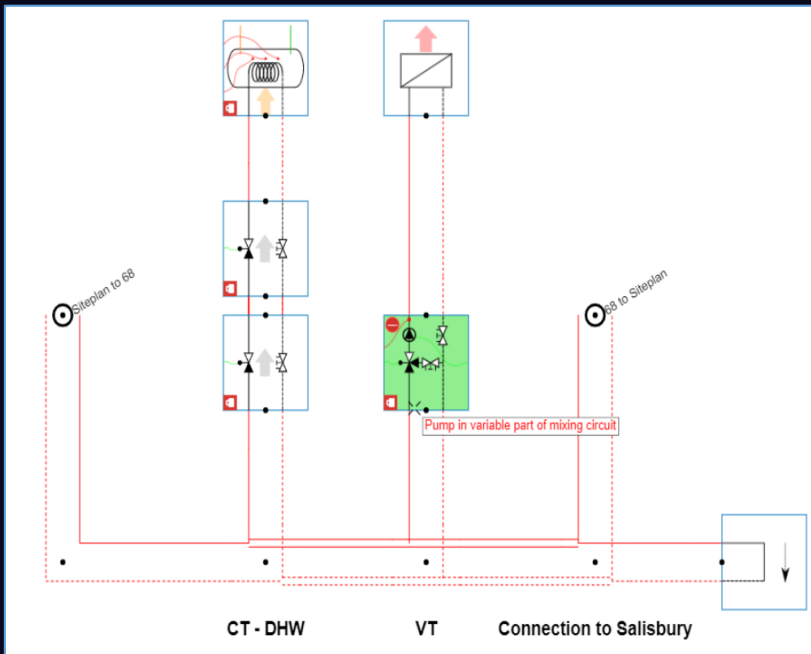 Siteplan to 68
68 to Siteplan
Pump in variable part of mixing circuit
CT - DHW
VT
Connection to Salisbury